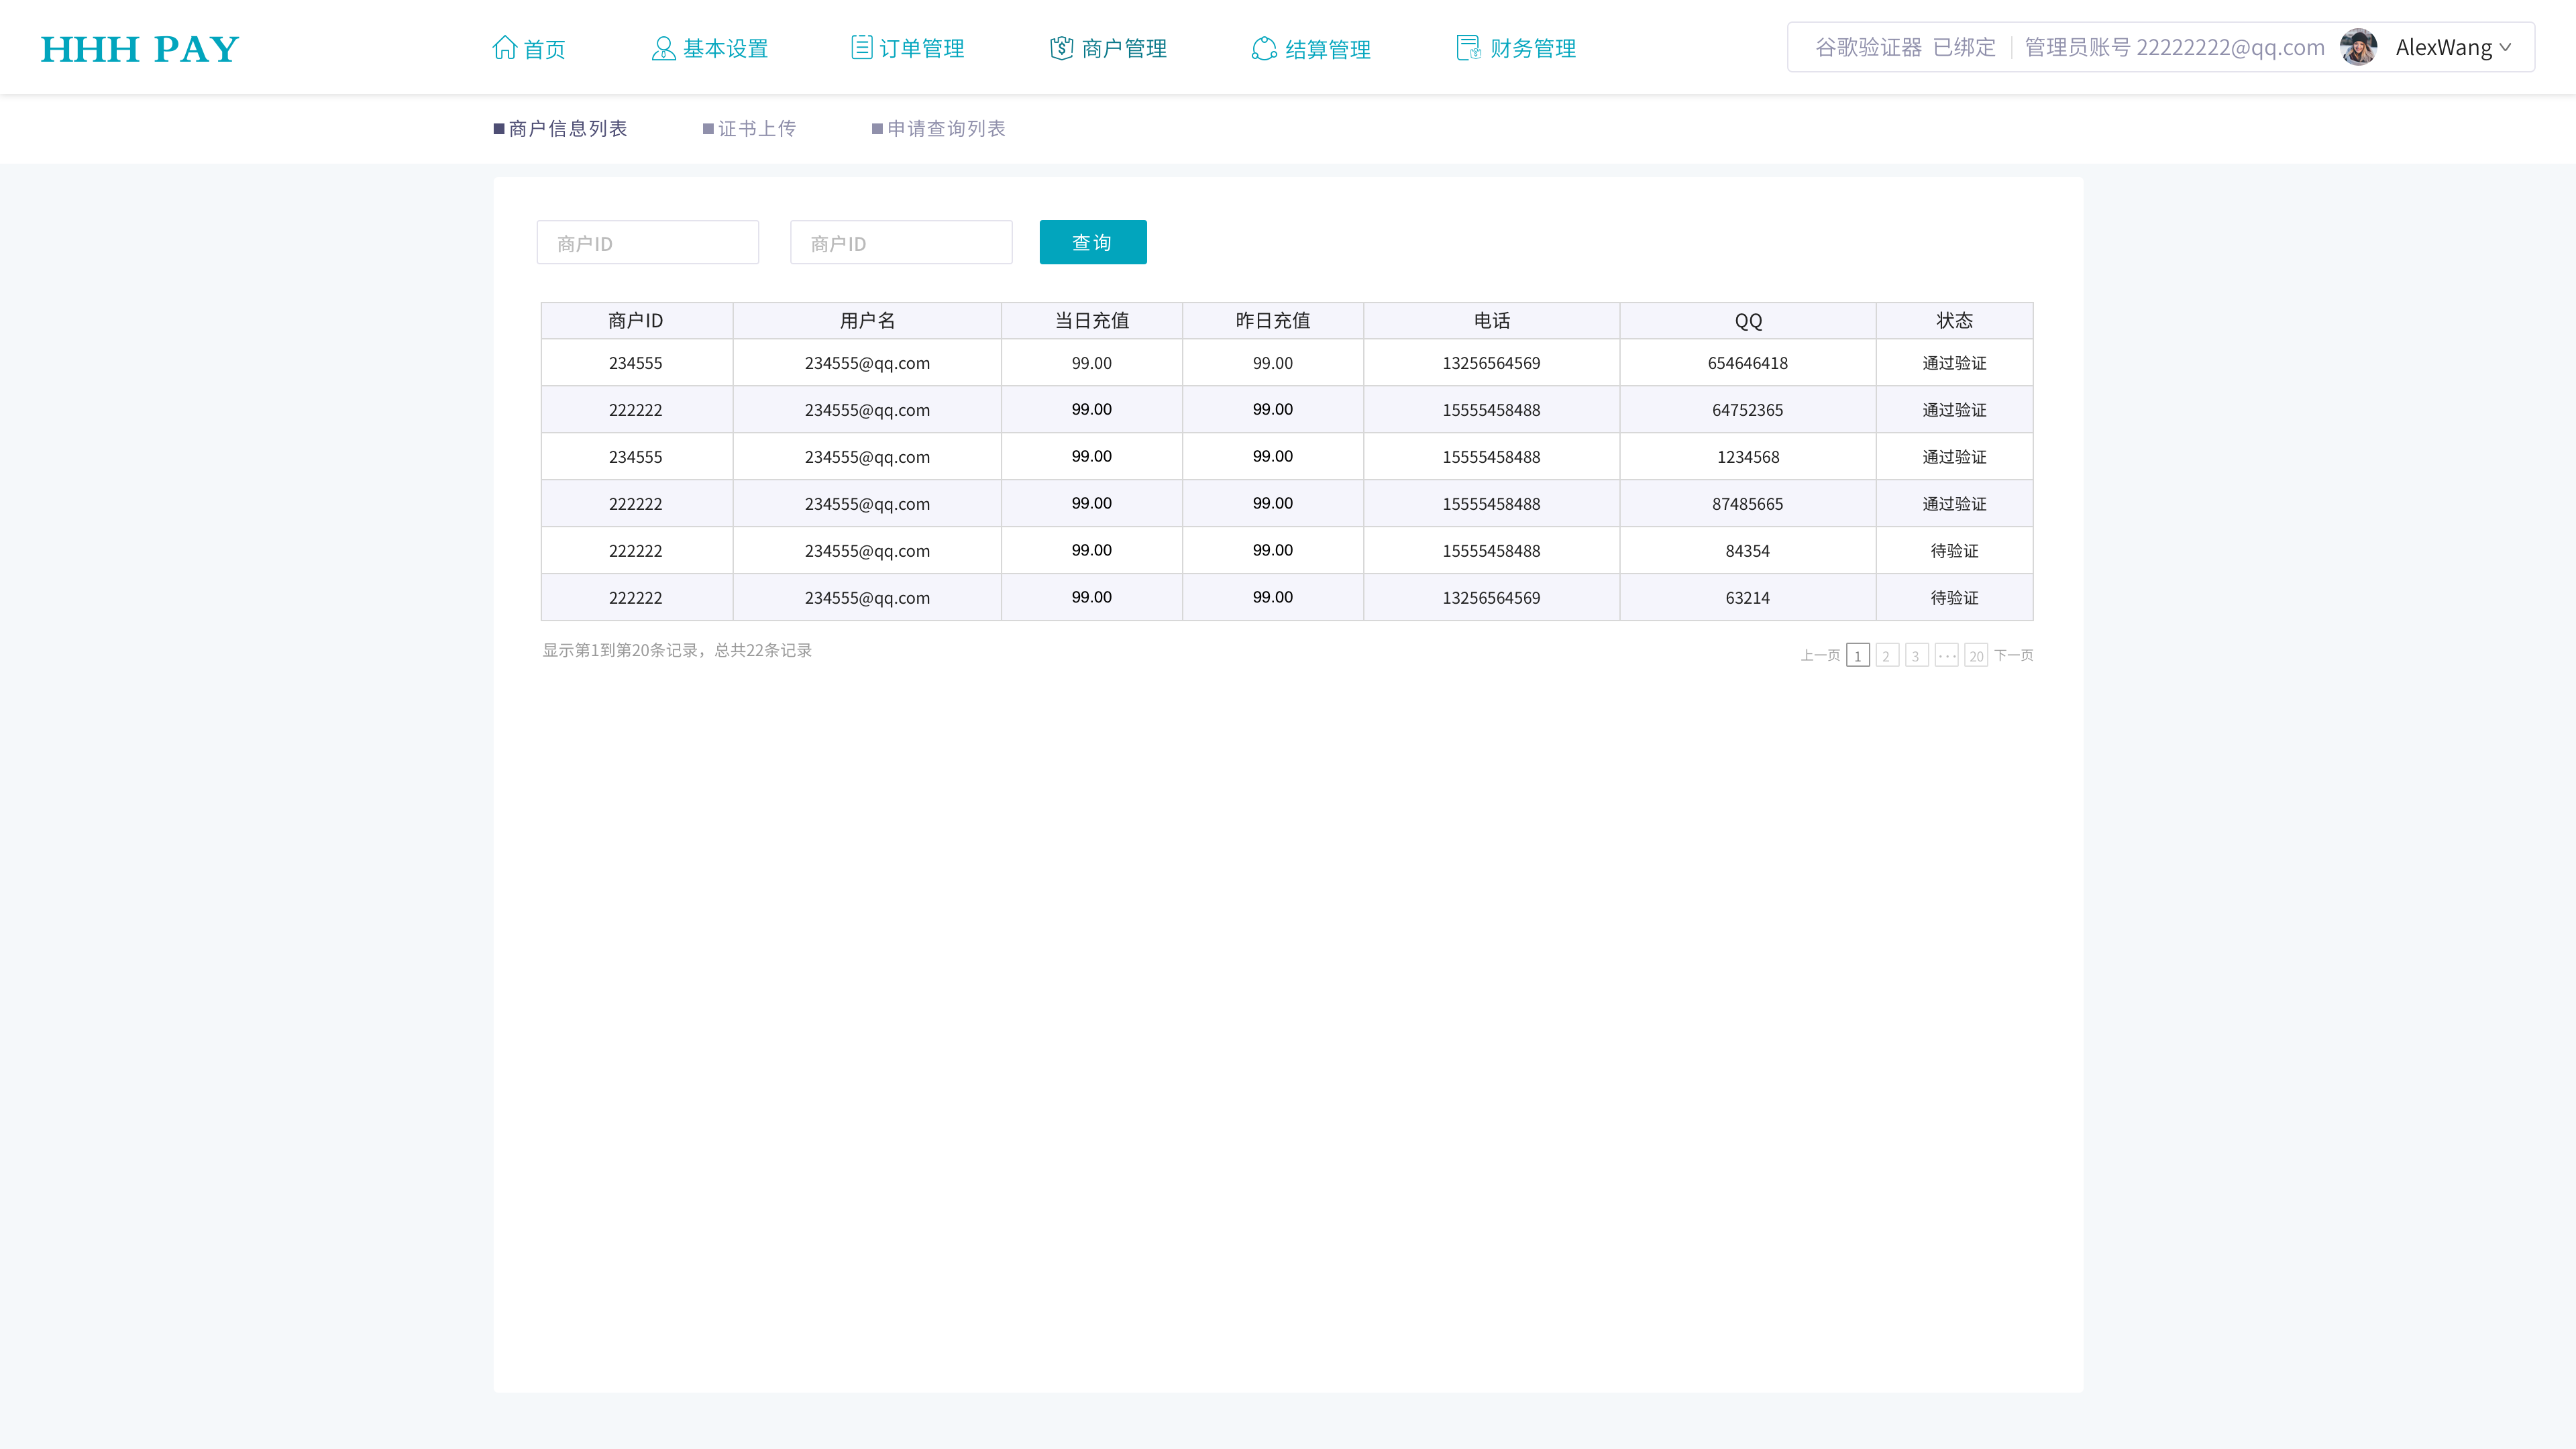 HHH PAY
首页
基本设置
订单管理
商户管理
结算管理
财务管理
谷歌验证器 已绑定
管理员账号 22222222@qq.com
AlexWang
商户信息列表
证书上传
申请查询列表
商户ID
商户ID
查询
商户ID 用户名 当日充值 昨日充值 电话 QQ 状态
234555 234555@qq.com 99.00 99.00 13256564569 654646418 通过验证
222222 234555@qq.com 99.00 99.00 15555458488 64752365 通过验证
234555 234555@qq.com 99.00 99.00 15555458488 1234568 通过验证
222222 234555@qq.com 99.00 99.00 15555458488 87485665 通过验证
222222 234555@qq.com 99.00 99.00 15555458488 84354 待验证
222222 234555@qq.com 99.00 99.00 13256564569 63214 待验证
显示第1到第20条记录，总共22条记录
上一页 1 2 3 ··· 20 下一页